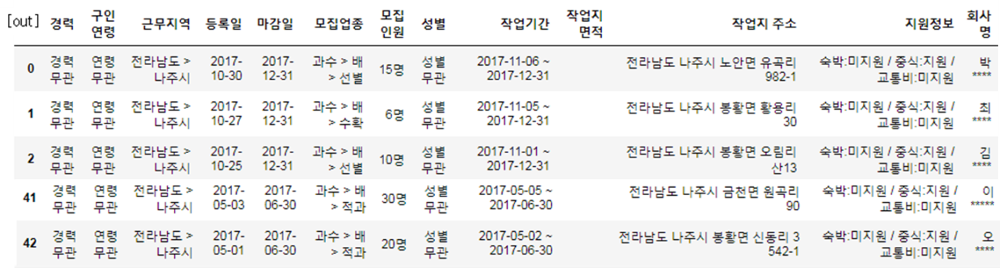 [out] 경력 구인연령 근무지역 등록일 마감일 모집업종 모집인원 성별 작업기간 작업지면적 작업지 주소 지원정보 회사명
0 경력무관 연령무관 전라남도 > 나주시 2017-10-30 2017-12-31 과수 > 배 > 선별 15명 성별무관 2017-11-06 ~ 2017-12-31 전라남도 나주시 노안면 유곡리 982-1 숙박:미지원 / 중식:지원 / 교통비:미지원 박****
1 경력무관 연령무관 전라남도 > 나주시 2017-10-27 2017-12-31 과수 > 배 > 수확 6명 성별무관 2017-11-05 ~ 2017-12-31 전라남도 나주시 봉황면 황용리 30 숙박:미지원 / 중식:지원 / 교통비:미지원 최****
2 경력무관 연령무관 전라남도 > 나주시 2017-10-25 2017-12-31 과수 > 배 > 선별 10명 성별무관 2017-11-01 ~ 2017-12-31 전라남도 나주시 봉황면 오림리 산13 숙박:미지원 / 중식:지원 / 교통비:미지원 김****
41 경력무관 연령무관 전라남도 > 나주시 2017-05-03 2017-06-30 과수 > 배 > 적과 30명 성별무관 2017-05-05 ~ 2017-06-30 전라남도 나주시 금천면 원곡리 90 숙박:미지원 / 중식:지원 / 교통비:미지원 이*****
42 경력무관 연령무관 전라남도 > 나주시 2017-05-01 2017-06-30 과수 > 배 > 적과 20명 성별무관 2017-05-02 ~ 2017-06-30 전라남도 나주시 봉황면 신동리 3 542-1 숙박:미지원 / 중식:지원 / 교통비:미지원 오****